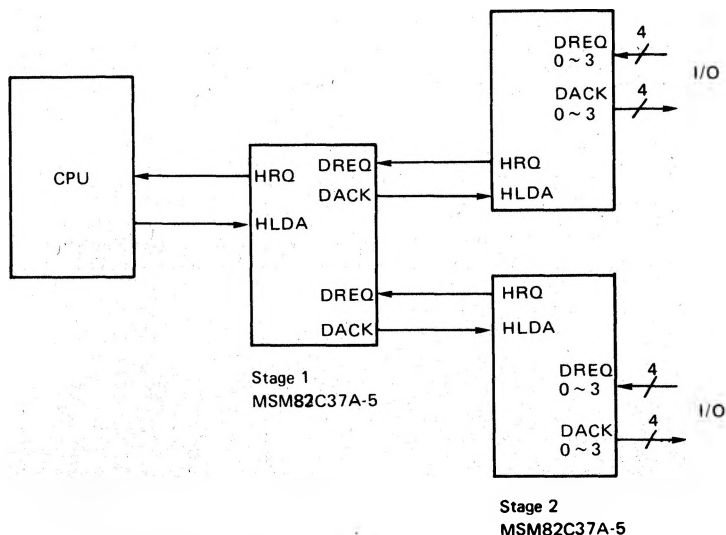 CPU
HRQ
HLDA
DREQ
DACK
DREQ
DACK
Stage 1
MSM82C37A-5
DREQ
0 ~ 3
4
DACK
0 ~ 3
4
I/O
HRQ
HLDA
HRQ
HLDA
DREQ
0 ~ 3
4
DACK
0 ~ 3
4
I/O
Stage 2
MSM82C37A-5